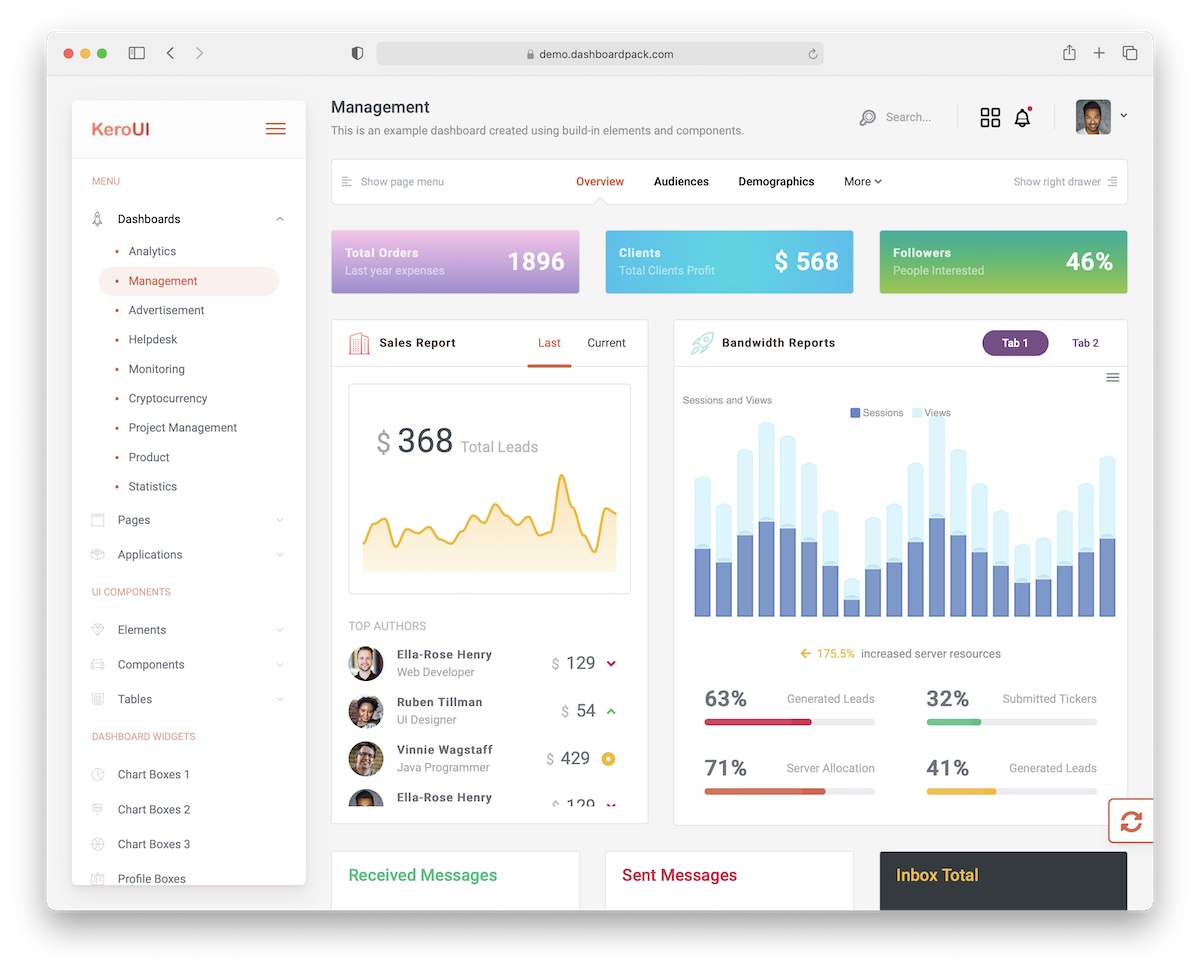 demo.dashboardpack.com
KeroUI
MENU
Dashboards
Analytics
Management
Advertisement
Helpdesk
Monitoring
Cryptocurrency
Project Management
Product
Statistics
Pages
Applications
UI COMPONENTS
Elements
Components
Tables
DASHBOARD WIDGETS
Chart Boxes 1
Chart Boxes 2
Chart Boxes 3
Profile Boxes
Management
This is an example dashboard created using build-in elements and components.
Search...
Show page menu
Overview
Audiences
Demographics
More
Show right drawer
Total Orders
Last year expenses
1896
Clients
Total Clients Profit
$ 568
Followers
People Interested
46%
Sales Report
Last
Current
$ 368 Total Leads
TOP AUTHORS
Ella-Rose Henry
Web Developer
$ 129
Ruben Tillman
UI Designer
$ 54
Vinnie Wagstaff
Java Programmer
$ 429
Ella-Rose Henry
$ 129
Bandwidth Reports
Tab 1
Tab 2
Sessions and Views
Sessions
Views
175.5% increased server resources
63%
Generated Leads
32%
Submitted Tickers
71%
Server Allocation
41%
Generated Leads
Received Messages
Sent Messages
Inbox Total